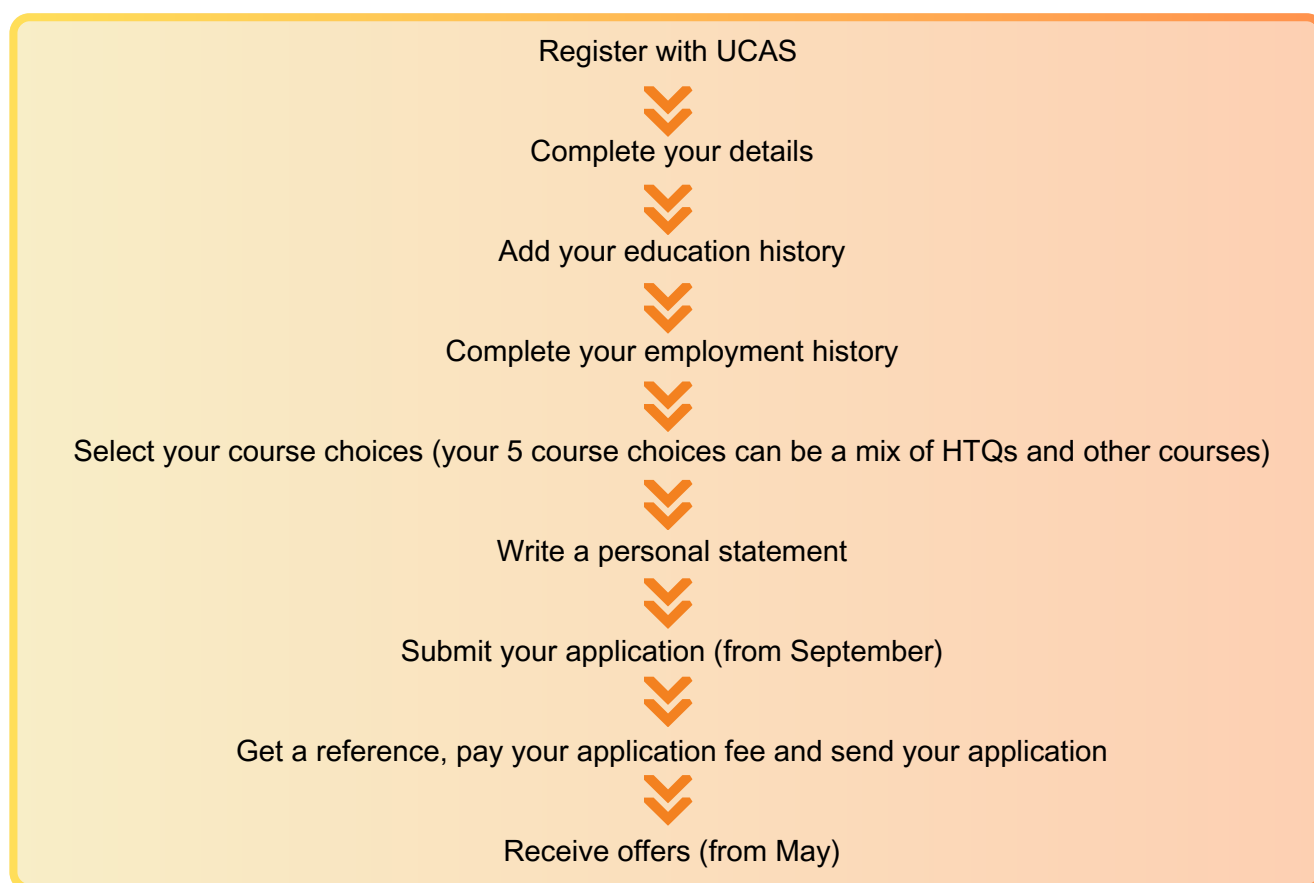 Register with UCAS
Complete your details
Add your education history
Complete your employment history
Select your course choices (your 5 course choices can be a mix of HTQs and other courses)
Write a personal statement
Submit your application (from September)
Get a reference, pay your application fee and send your application
Receive offers (from May)